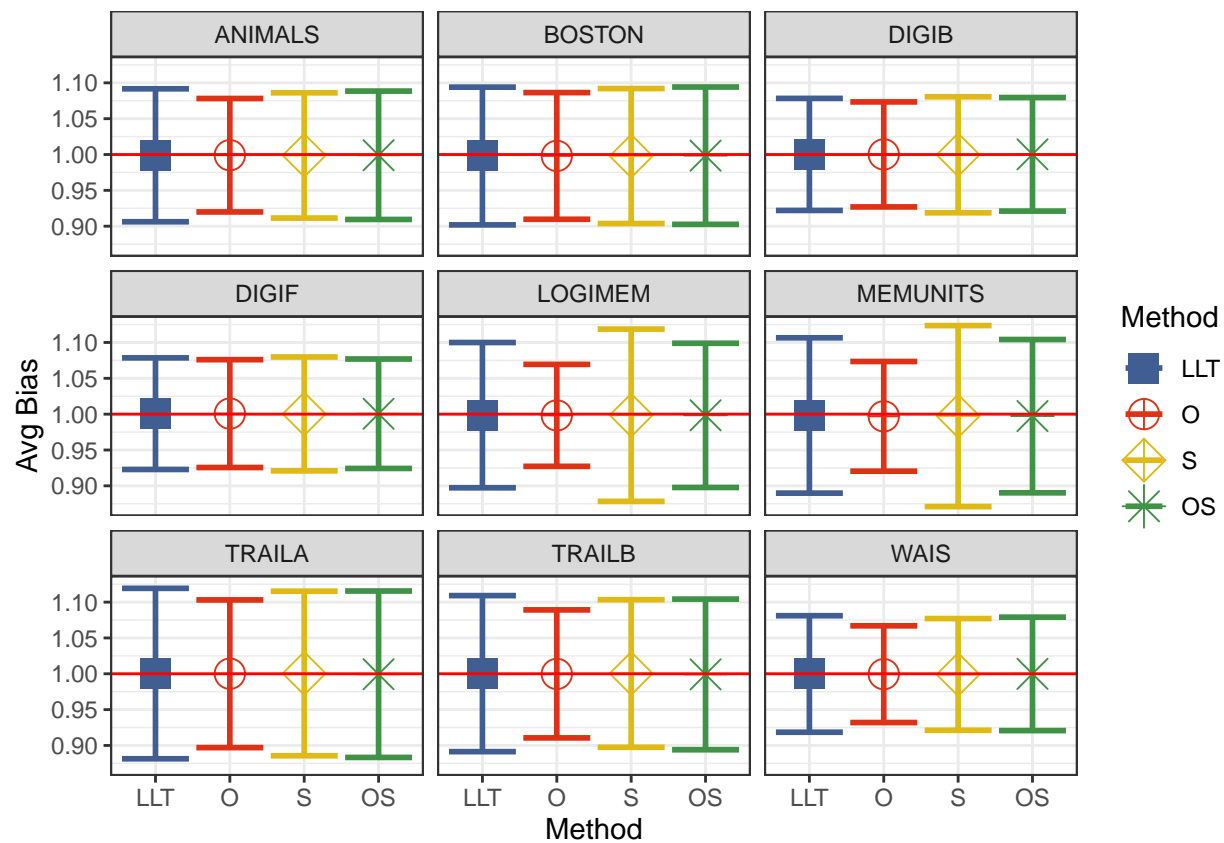 ANIMALS BOSTON DIGIB
1.10
1.05
1.00
0.95
0.90
DIGIF LOGIMEM MEMUNITS
1.10
1.05
1.00
0.95
0.90
TRAILA TRAILB WAIS
1.10
1.05
1.00
0.95
0.90
LLT O S OS LLT O S OS LLT O S OS
Method
Avg Bias
Method
LLT
O
S
OS